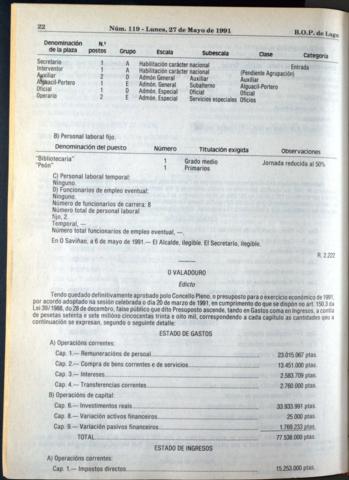 22 Núm. 119 - Lunes, 27 de Mayo de 1991 B.O.P. de Lugo
Denominación de la plaza N.º postos Grupo Escala Subescala Clase Categoría
Secretario 1 A Habilitación carácter nacional Entrada
Interventor 1 A Habilitación carácter nacional (Pendiente Agrupación)
Auxiliar 2 D Admón General Auxiliar Auxiliar
Alguacil-Portero 1 E Admón General Subalterno Alguacil-Portero
Oficial 1 D Admón. Especial Oficial Oficial
Operario 2 E Admón. Especial Servicios especiales Oficios
B) Personal laboral fijo.
Denominación del puesto Número Titulación exigida Observaciones
"Bibliotecaria" 1 Grado medio Jornada reducida al 50%
"Peón" 1 Primarios
C) Personal laboral temporal:
Ninguno.
D) Funcionarios de empleo eventual:
Ninguno.
Número de funcionarios de carrera: 8
Número total de personal laboral
fijo, 2.
Temporal, —
Número total funcionarios de empleo eventual, —.
En O Saviñao, a 6 de mayo de 1991.— El Alcalde, ilegible. El Secretario, ilegible.
R. 2.222
O VALADOURO
Edicto
Tendo quedado definitivamente aprobado polo Concello Pleno, o presuposto para o exercicio económico de 1991,
por acordo adoptado na sesión celebrada o día 20 de marzo de 1991, en cumprimento do que se dispón no art. 150.3 da
Lei 39/1988, do 28 de decembro, faise público que dito Presuposto ascende, tando en Gastos coma en Ingresos, a contía
de pesetas setenta e sete millóns cincocentas trinta e oito mil, correspondendo a cada capítulo as cantidades que a
continuación se expresan, segundo o seguinte detalle:
ESTADO DE GASTOS
A) Operacións correntes:
Cap. 1.— Remuneracións de persoal 23.015.067 ptas.
Cap. 2.— Compra de bens correntes e de servicios 13.451.000 ptas.
Cap. 3.— Intereses 2.583.709 ptas.
Cap. 4.— Transferencias correntes 2.760.000 ptas.
B) Operacións de capital:
Cap. 6.— Investimentos reais 33.933.991 ptas.
Cap. 8.— Variación activos financieiros 25.000 ptas.
Cap. 9.— Variación pasivos financieiros 1.769.233 ptas.
TOTAL 77.538.000 ptas.
ESTADO DE INGRESOS
A) Operacións correntes:
Cap. 1.— Impostos directos 15.253.000 ptas.